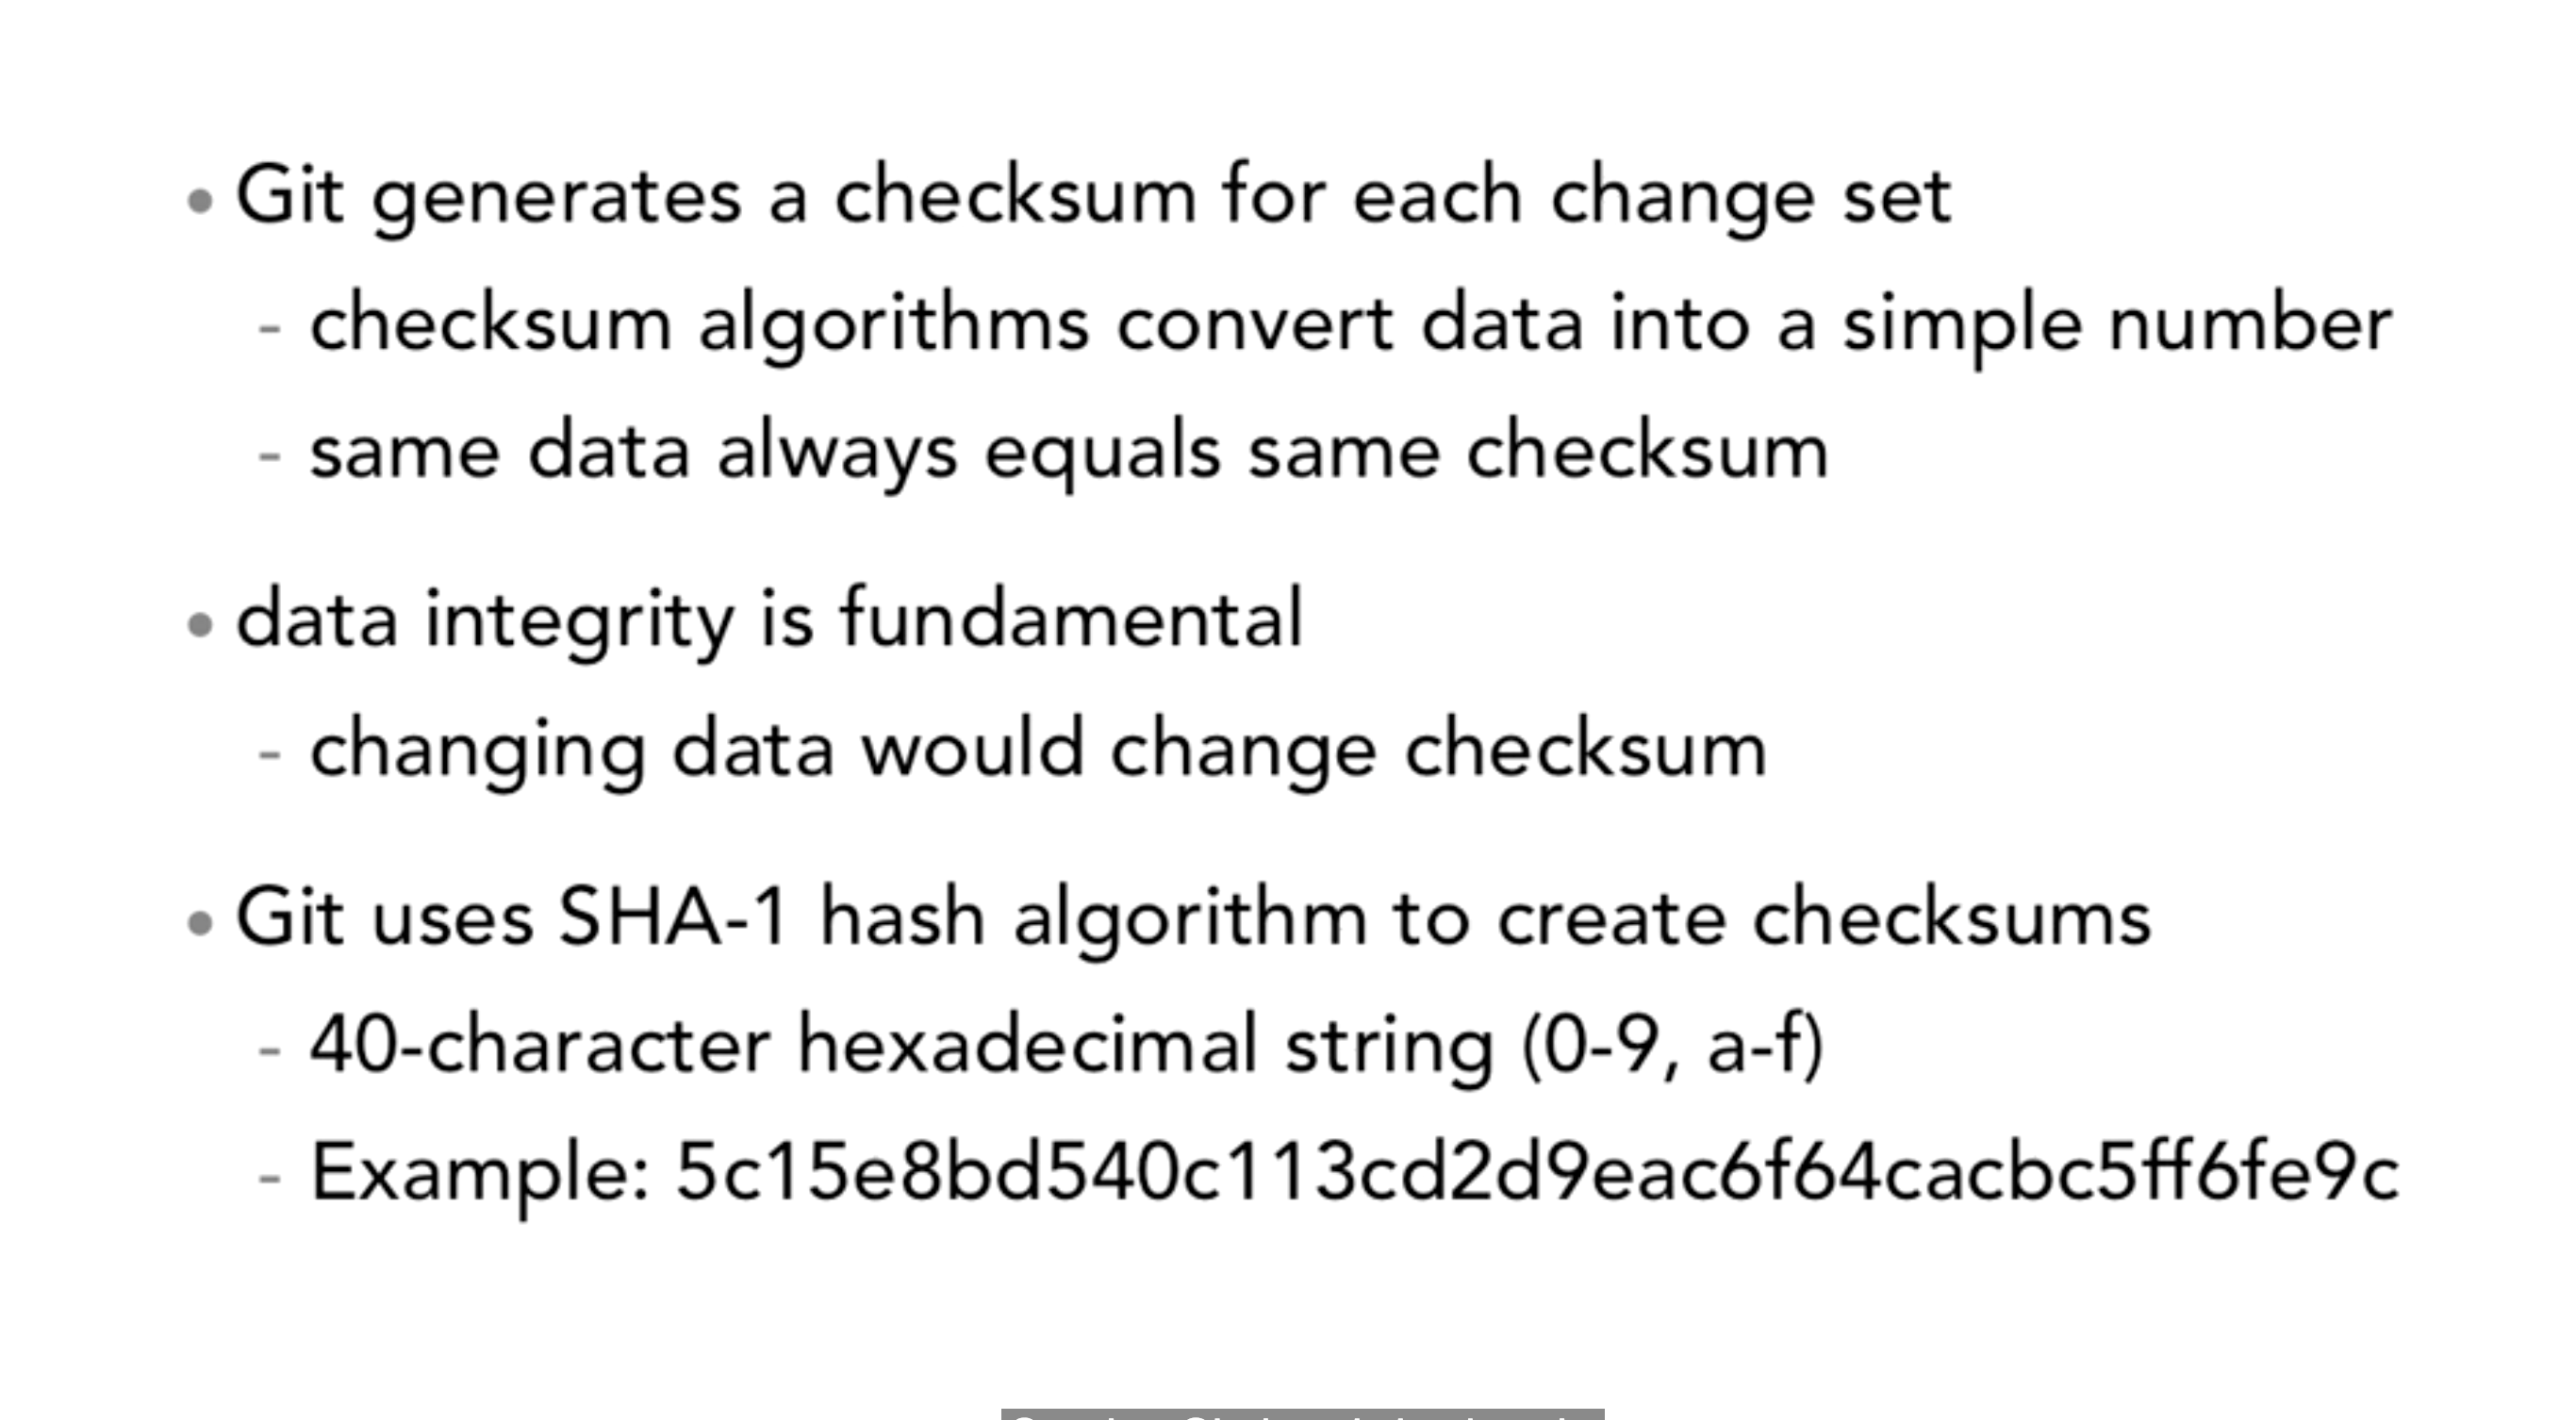 • Git generates a checksum for each change set
- checksum algorithms convert data into a simple number
- same data always equals same checksum
• data integrity is fundamental
- changing data would change checksum
• Git uses SHA-1 hash algorithm to create checksums
- 40-character hexadecimal string (0-9, a-f)
- Example: 5c15e8bd540c113cd2d9eac6f64cacbc5ff6fe9c